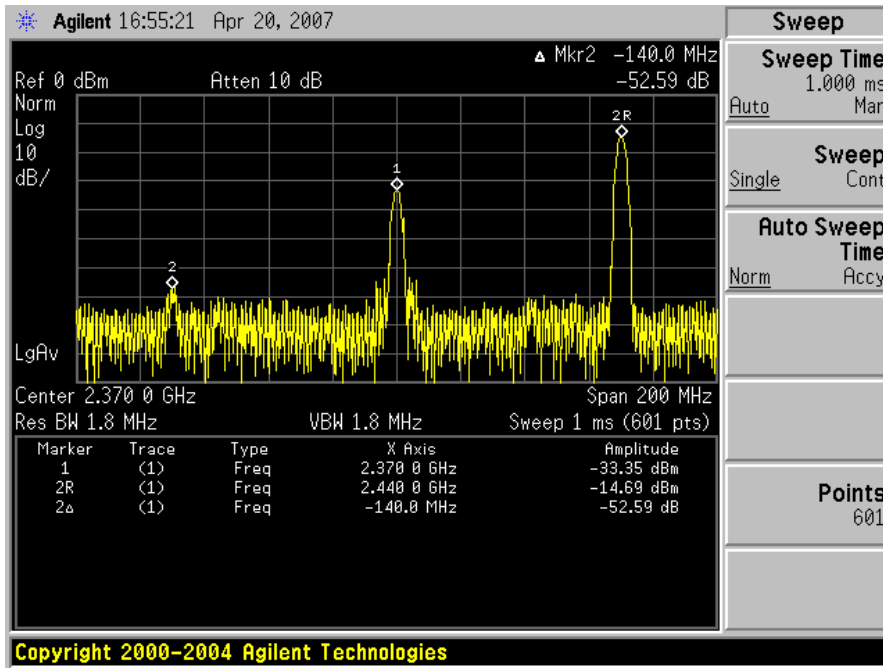 Agilent 16:55:21 Apr 20, 2007
Δ Mkr2 -140.0 MHz
Ref 0 dBm Atten 10 dB -52.59 dB
Norm
Log
10
dB/
2R
1
2
LgAv
Center 2.370 0 GHz Span 200 MHz
Res BW 1.8 MHz VBW 1.8 MHz Sweep 1 ms (601 pts)
Marker Trace Type X Axis Amplitude
1 (1) Freq 2.370 0 GHz -33.35 dBm
2R (1) Freq 2.440 0 GHz -14.69 dBm
2Δ (1) Freq -140.0 MHz -52.59 dB
Copyright 2000-2004 Agilent Technologies
Sweep
Sweep Time
1.000 ms
Auto Man
Sweep
Single Cont
Auto Sweep
Time
Norm Accy
Points
601